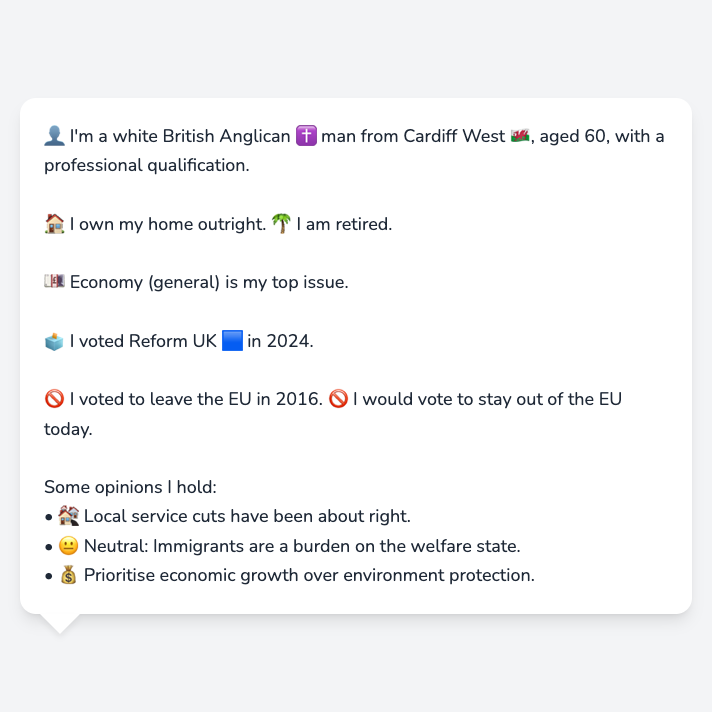 👤 I'm a white British Anglican ✝️ man from Cardiff West 🏴󠁧󠁢󠁷󠁬󠁳󠁿, aged 60, with a
professional qualification.
🏠 I own my home outright. 🌴 I am retired.
💷 Economy (general) is my top issue.
🗳️ I voted Reform UK 🟦 in 2024.
🚫 I voted to leave the EU in 2016. 🚫 I would vote to stay out of the EU
today.
Some opinions I hold:
• 🏚️ Local service cuts have been about right.
• 😐 Neutral: Immigrants are a burden on the welfare state.
• 💰 Prioritise economic growth over environment protection.